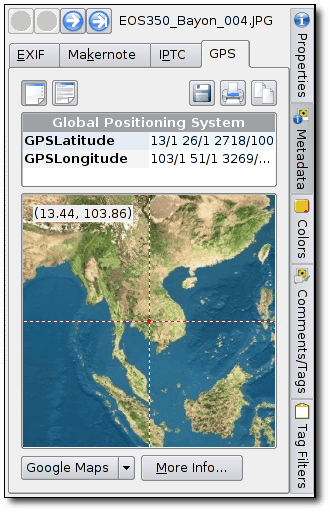 EOS350_Bayon_004.JPG
EXIF Makernote IPTC GPS
Global Positioning System
GPSLatitude 13/1 26/1 2718/100
GPSLongitude 103/1 51/1 3269/...
(13.44, 103.86)
Google Maps More Info...
Properties
Metadata
Colors
Comments/Tags
Tag Filters